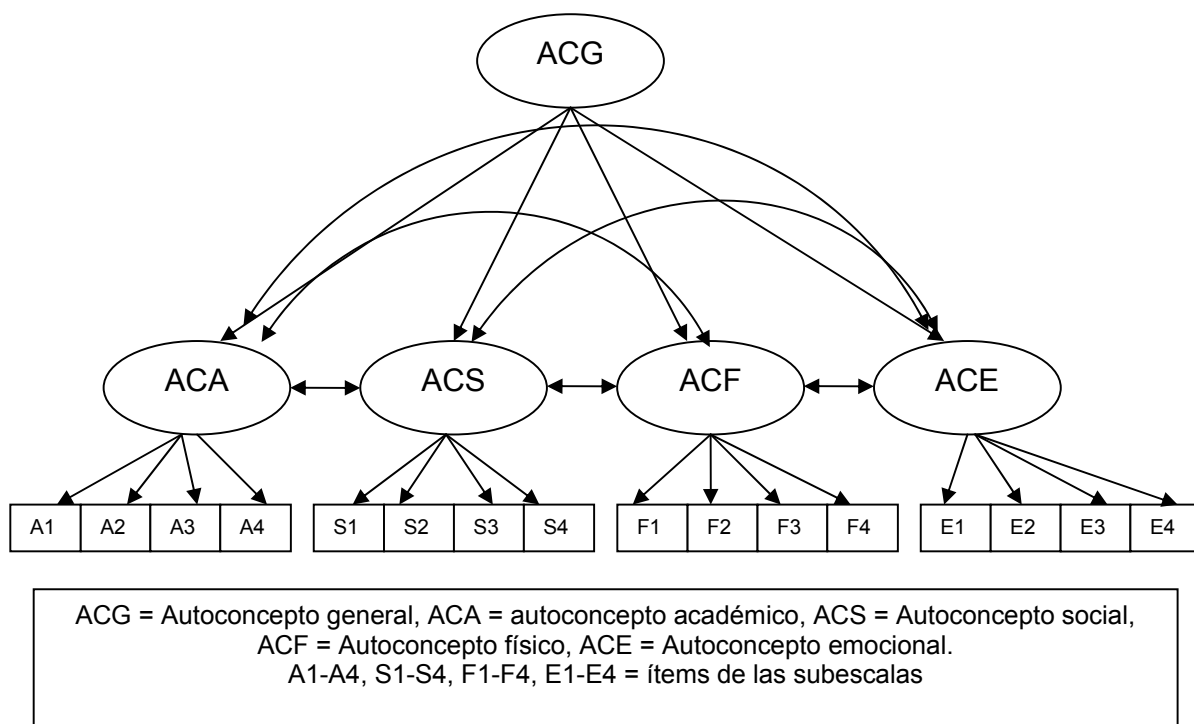 ACG
ACA ACS ACF ACE
A1 A2 A3 A4 S1 S2 S3 S4 F1 F2 F3 F4 E1 E2 E3 E4
ACG = Autoconcepto general, ACA = autoconcepto académico, ACS = Autoconcepto social,
ACF = Autoconcepto físico, ACE = Autoconcepto emocional.
A1-A4, S1-S4, F1-F4, E1-E4 = ítems de las subescalas